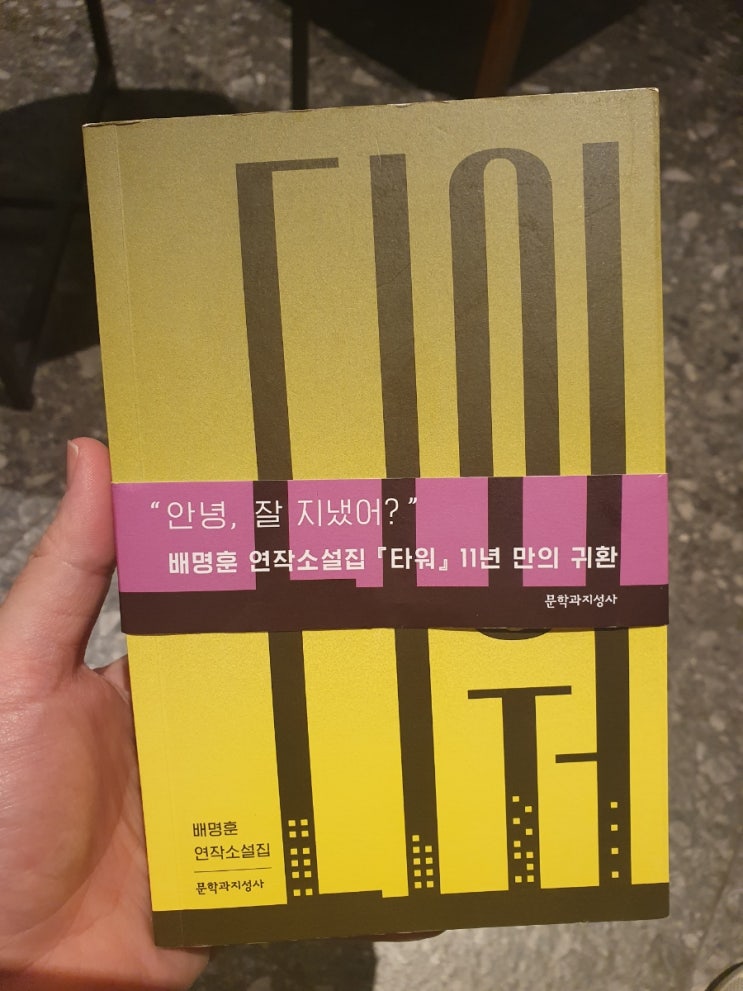 타워
“안녕, 잘 지냈어?”
배명훈 연작소설집 『타워』 11년 만의 귀환
문학과지성사
배명훈
연작소설집
문학과지성사